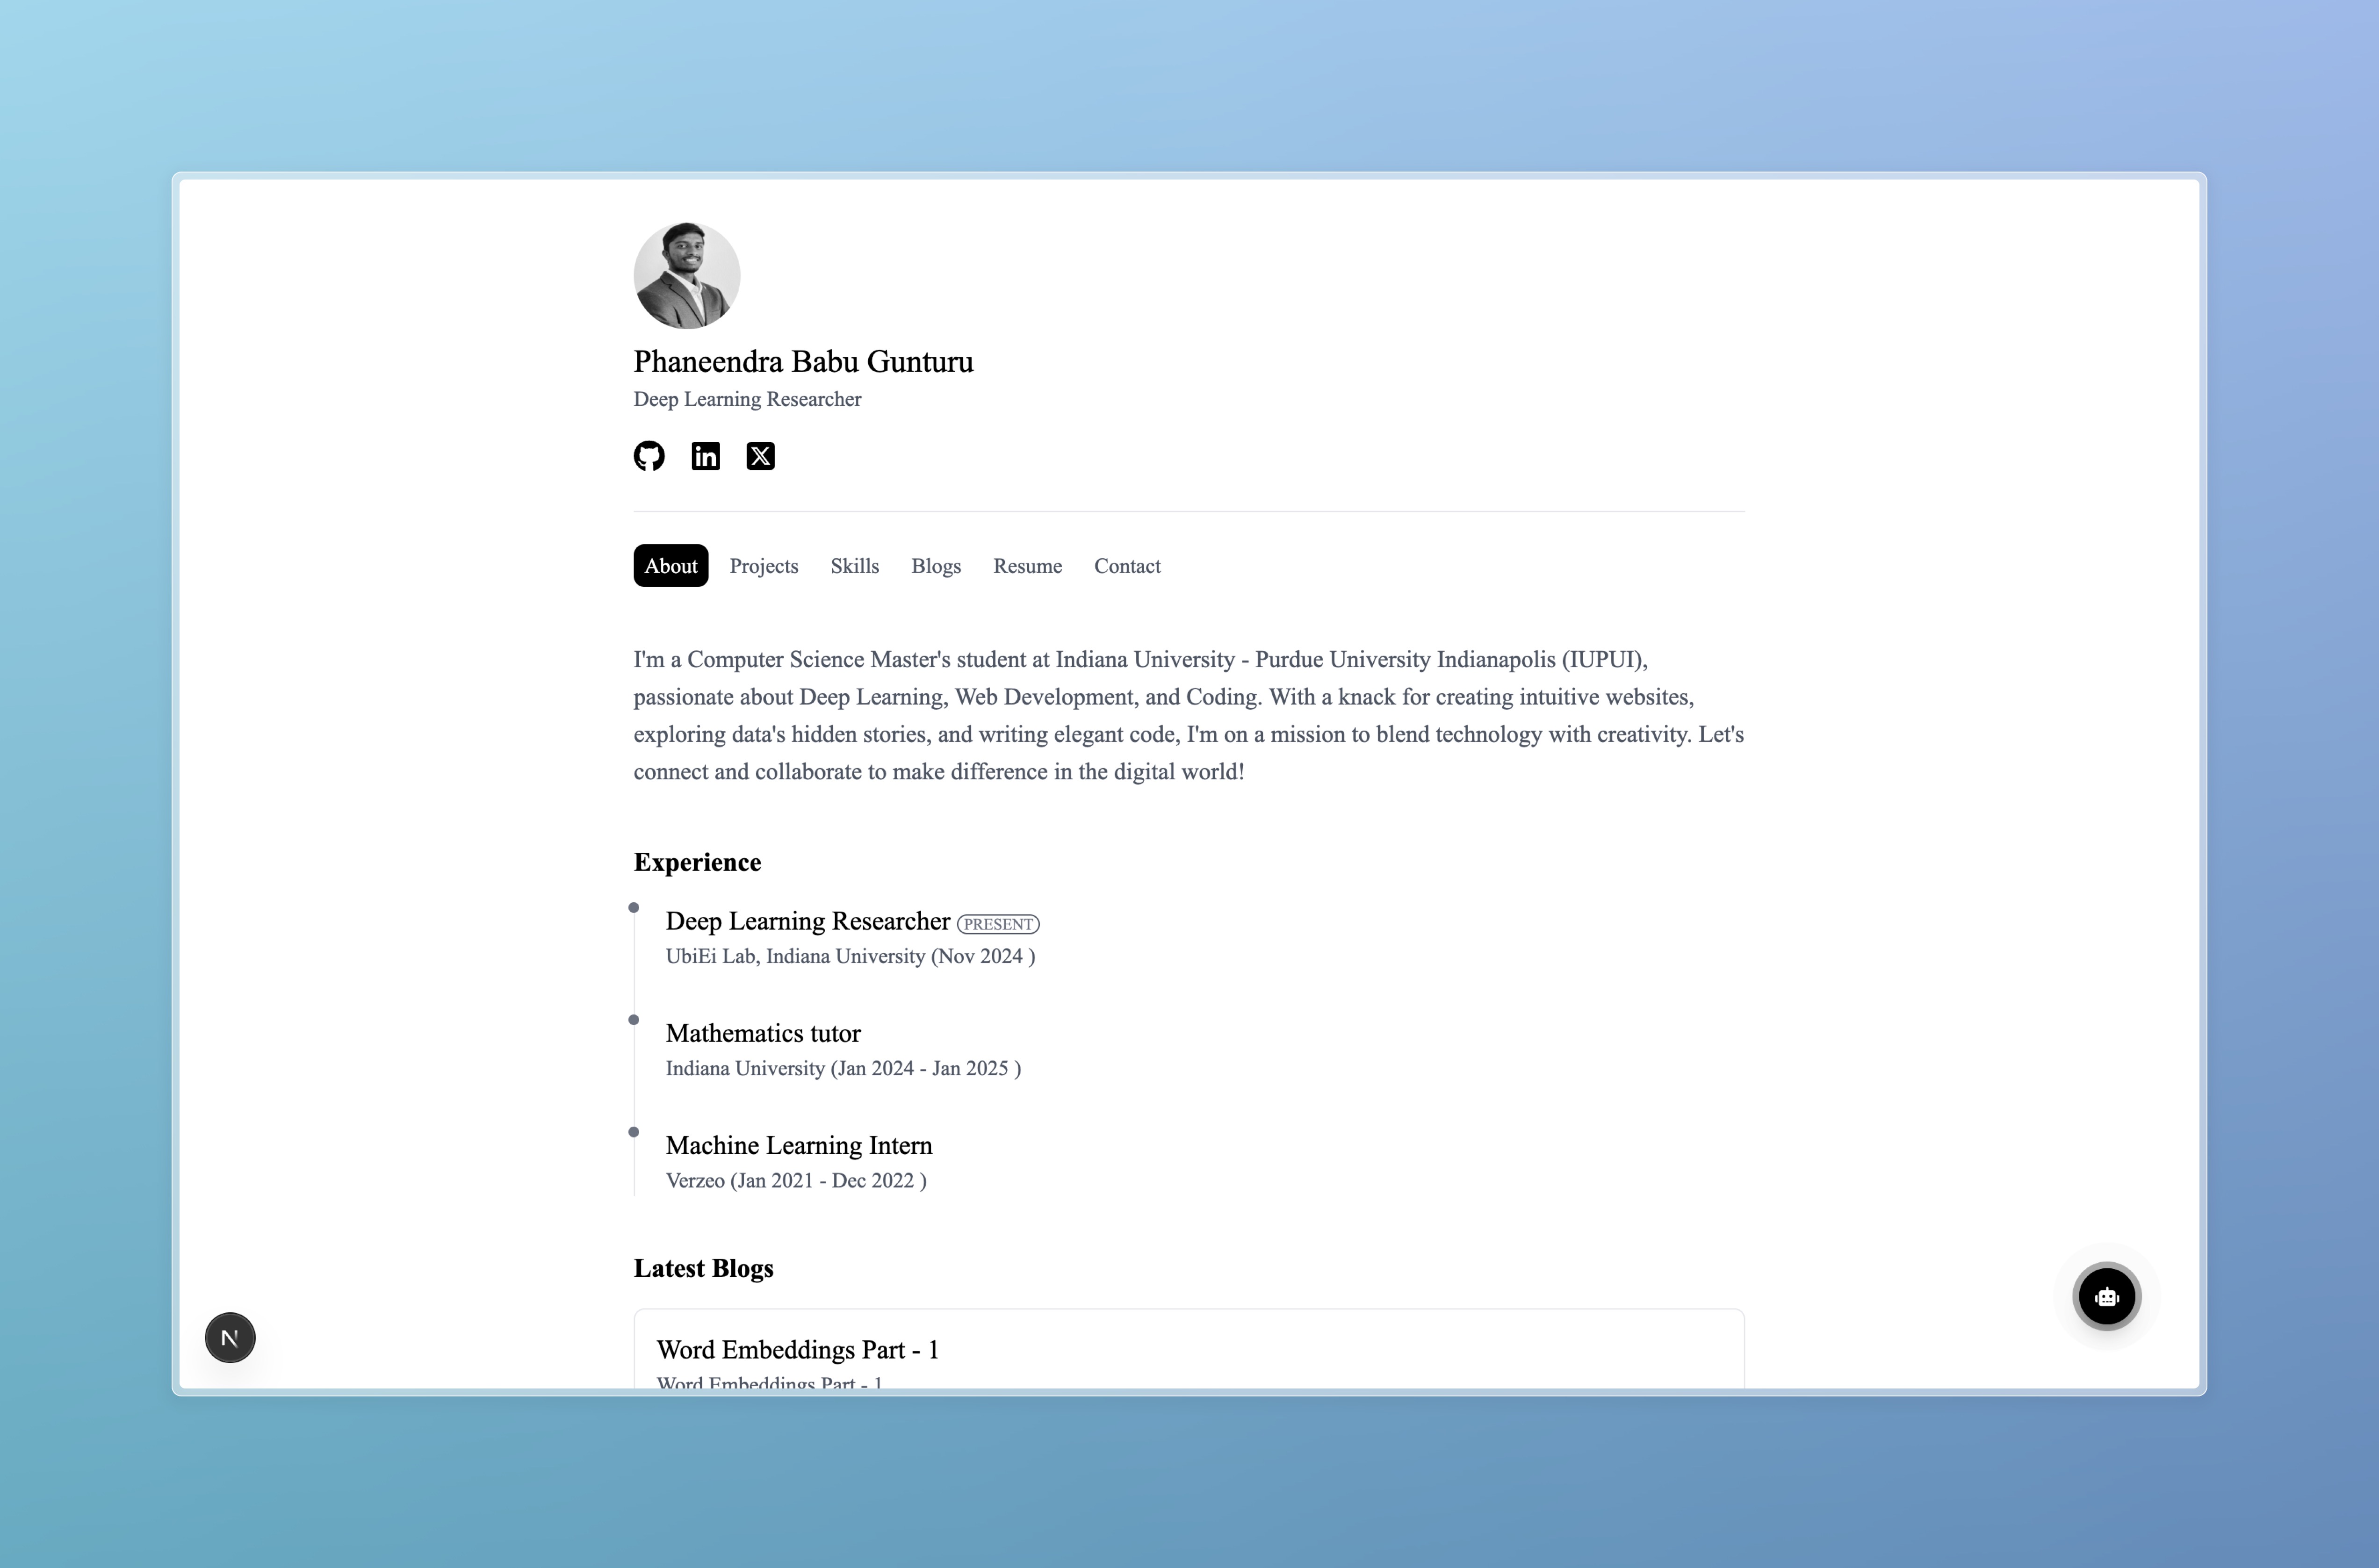 Phaneendra Babu Gunturu
Deep Learning Researcher
in X
About Projects Skills Blogs Resume Contact
I'm a Computer Science Master's student at Indiana University - Purdue University Indianapolis (IUPUI),
passionate about Deep Learning, Web Development, and Coding. With a knack for creating intuitive websites,
exploring data's hidden stories, and writing elegant code, I'm on a mission to blend technology with creativity. Let's
connect and collaborate to make difference in the digital world!
Experience
Deep Learning Researcher PRESENT
UbiEi Lab, Indiana University (Nov 2024 )
Mathematics tutor
Indiana University (Jan 2024 - Jan 2025 )
Machine Learning Intern
Verzeo (Jan 2021 - Dec 2022 )
Latest Blogs
Word Embeddings Part - 1
Word Embeddings Part - 1
N